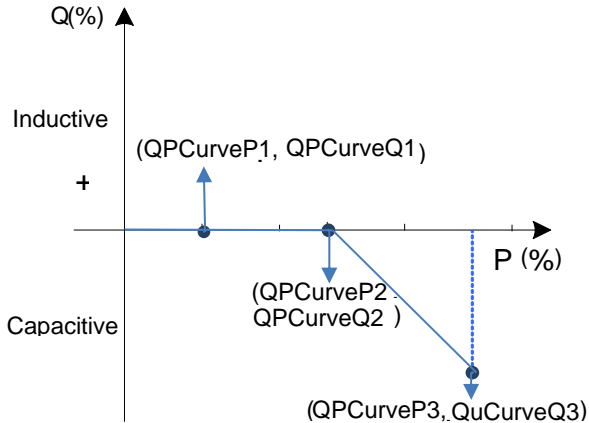 Q(%)
Inductive
(QPCurveP1, QPCurveQ1)
+
P (%)
(QPCurveP2,
QPCurveQ2 )
Capacitive
(QPCurveP3, QuCurveQ3)